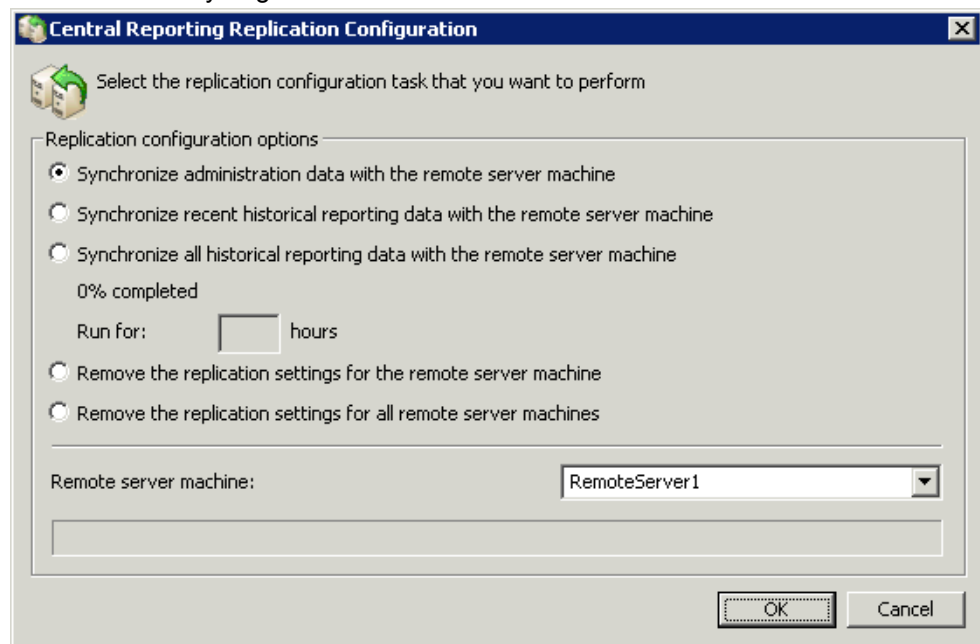 Central Reporting Replication Configuration
Select the replication configuration task that you want to perform
Replication configuration options
Synchronize administration data with the remote server machine
Synchronize recent historical reporting data with the remote server machine
Synchronize all historical reporting data with the remote server machine
0% completed
Run for: hours
Remove the replication settings for the remote server machine
Remove the replication settings for all remote server machines
Remote server machine: RemoteServer1
OK Cancel